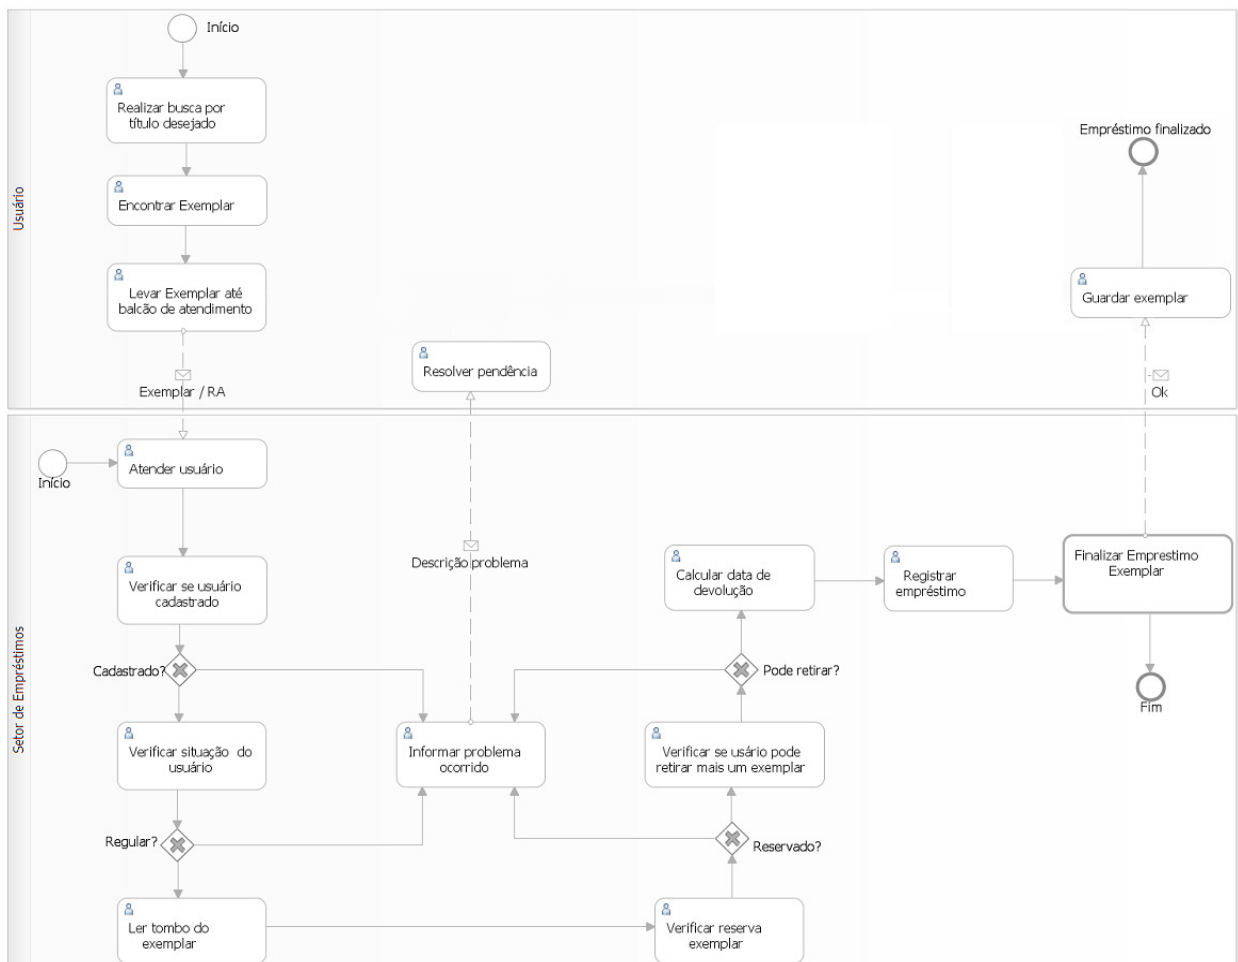 Início
Realizar busca por
título desejado
Empréstimo finalizado
Usuário
Encontrar Exemplar
Levar Exemplar até
balcão de atendimento
Guardar exemplar
Resolver pendência
Exemplar / RA
Ok
Atender usuário
Início
Descrição problema
Finalizar Emprestimo
Exemplar
Calcular data de
devolução
Registrar
empréstimo
Verificar se usuário
cadastrado
Setor de Empréstimos
Cadastrado?
Pode retirar?
Fim
Verificar situação do
usuário
Informar problema
ocorrido
Verificar se usário pode
retirar mais um exemplar
Regular?
Reservado?
Ler tombo do
exemplar
Verificar reserva
exemplar